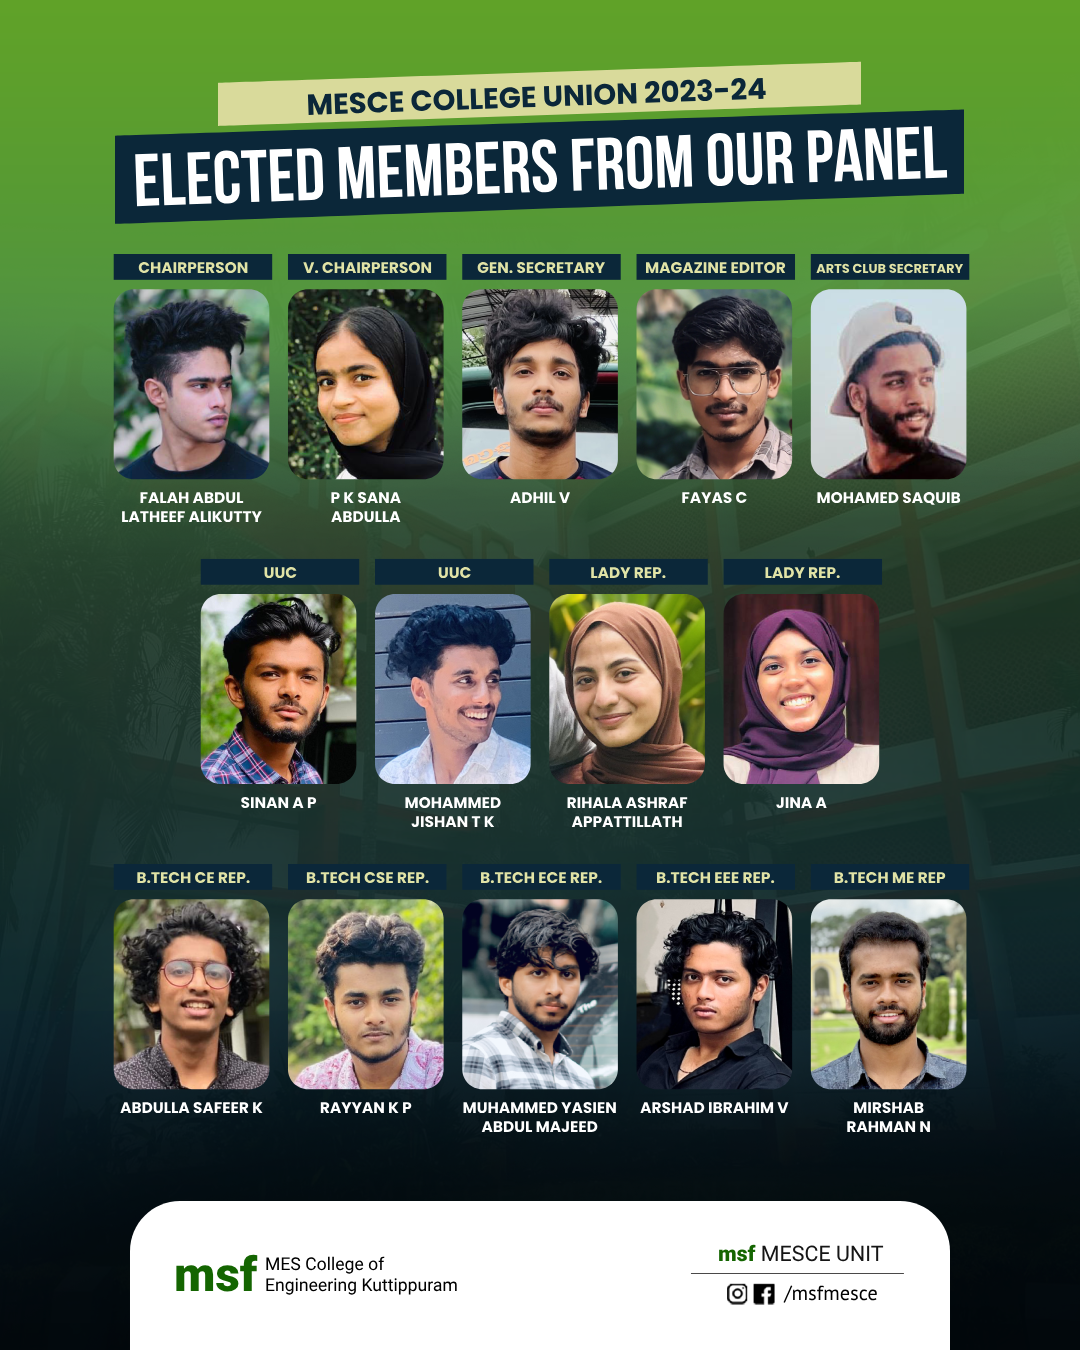 MESCE COLLEGE UNION 2023-24
ELECTED MEMBERS FROM OUR PANEL
CHAIRPERSON
V. CHAIRPERSON
GEN. SECRETARY
MAGAZINE EDITOR
ARTS CLUB SECRETARY
FALAH ABDUL
LATHEEF ALIKUTTY
P K SANA
ABDULLA
ADHIL V
FAYAS C
MOHAMED SAQUIB
UUC
UUC
LADY REP.
LADY REP.
SINAN A P
MOHAMMED
JISHAN T K
RIHALA ASHRAF
APPATTILLATH
JINA A
B.TECH CE REP.
B.TECH CSE REP.
B.TECH ECE REP.
B.TECH EEE REP.
B.TECH ME REP
The
ABDULLA SAFEER K
RAYYAN K P
MUHAMMED YASIEN
ABDUL MAJEED
ARSHAD IBRAHIM V
MIRSHAB
RAHMAN N
msf
MES College of
Engineering Kuttippuram
msf MESCE UNIT
/msfmesce